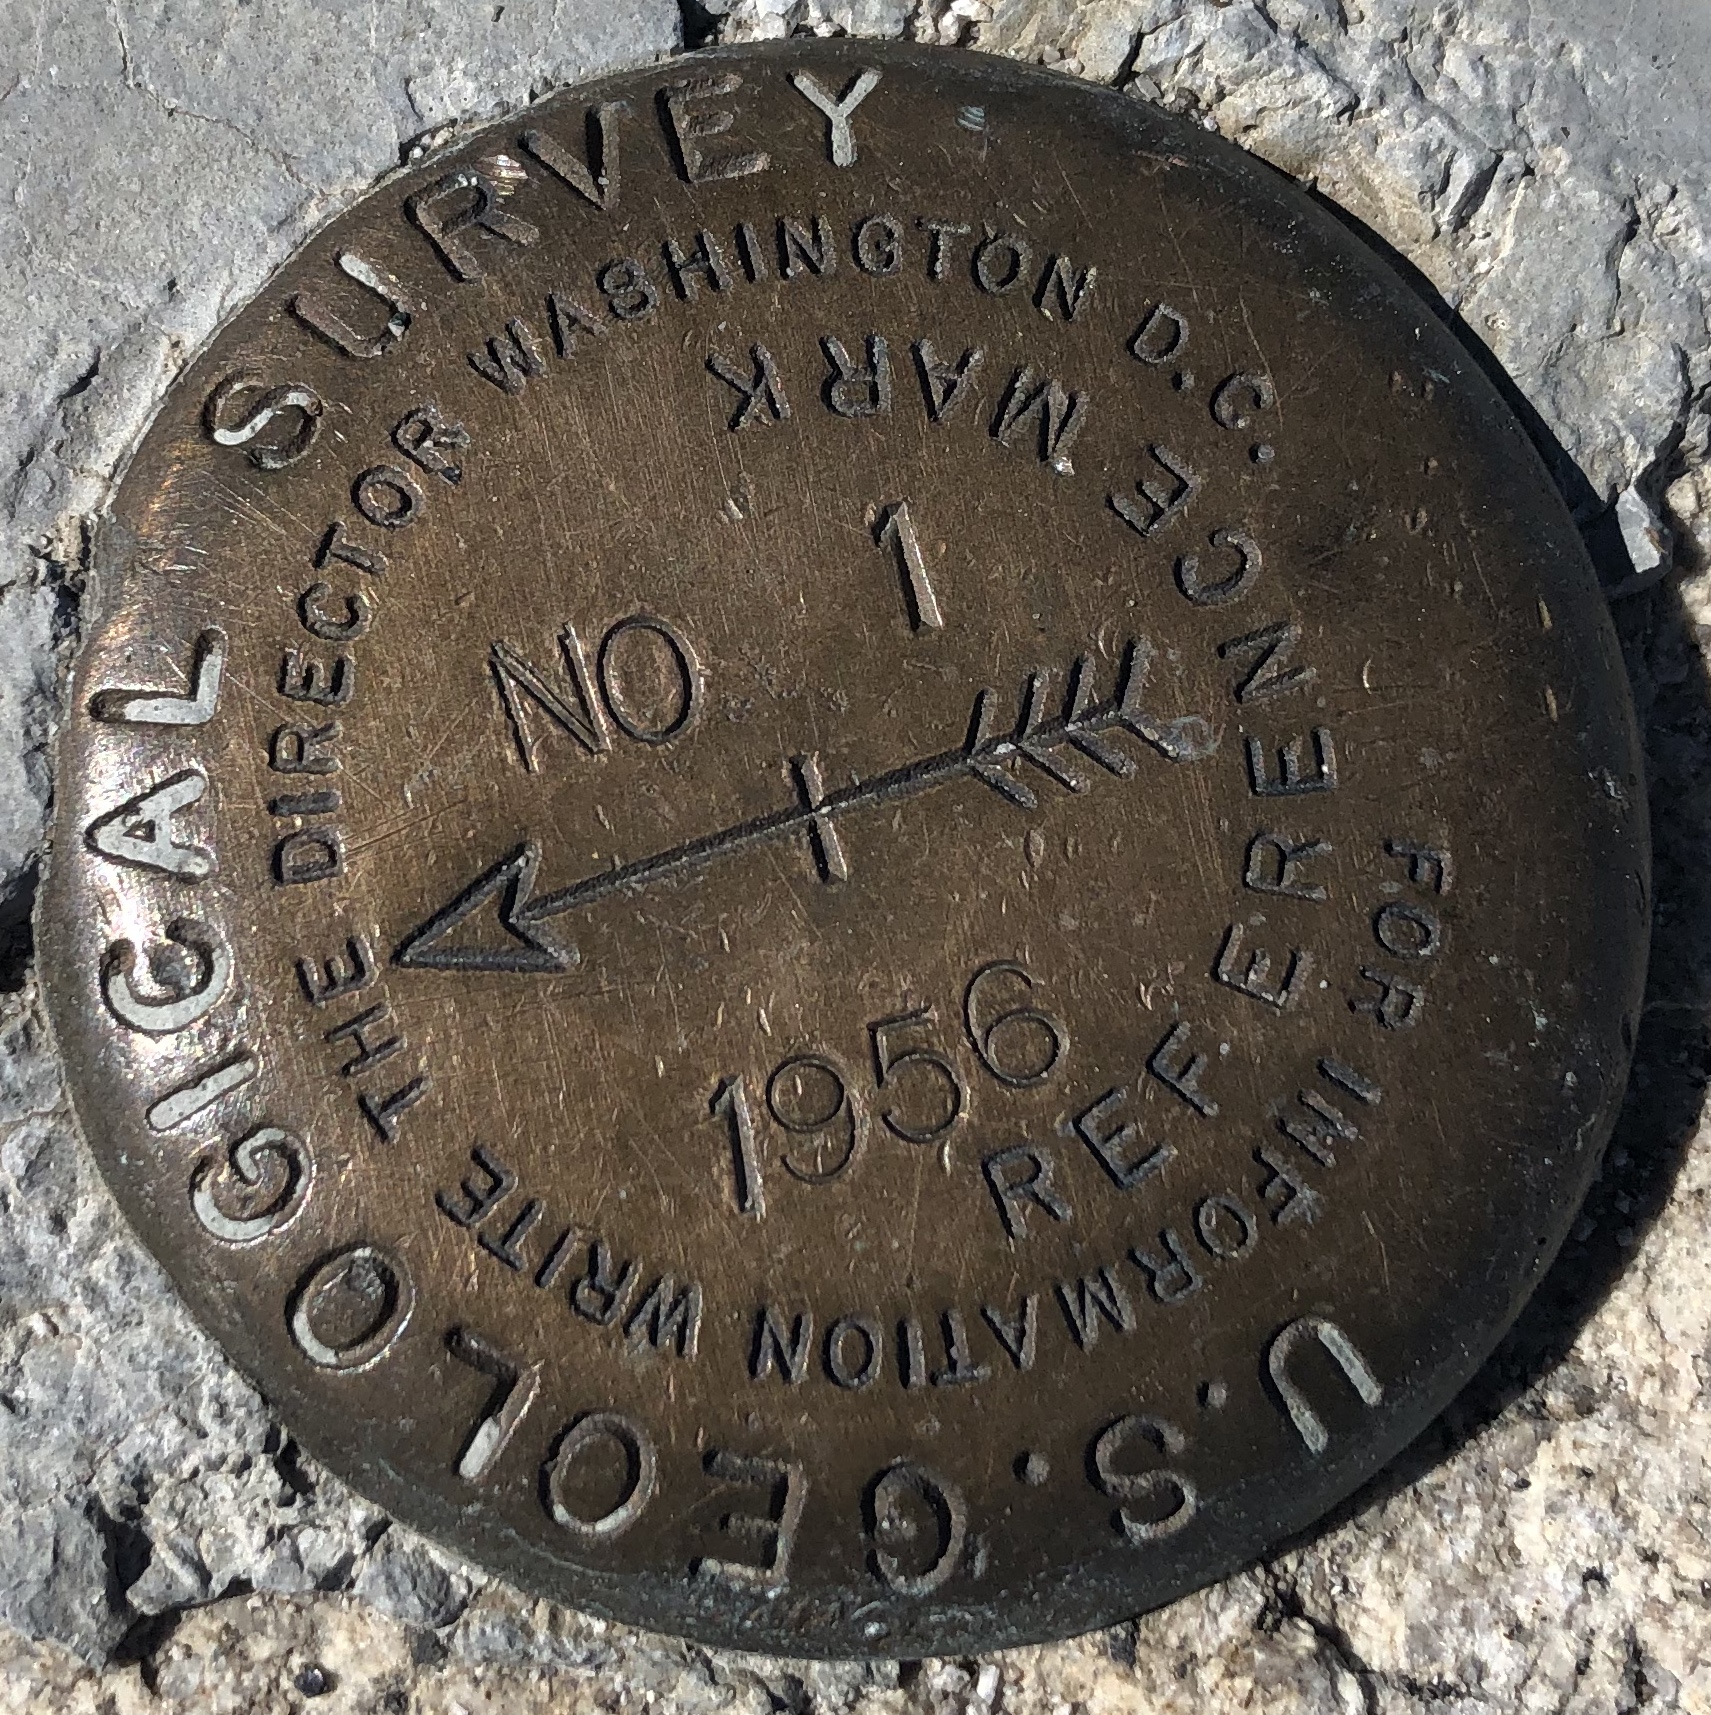 U.S. GEOLOGICAL SURVEY
FOR INFORMATION WRITE THE DIRECTOR WASHINGTON D.C.
REFERENCE MARK
NO 1
1956